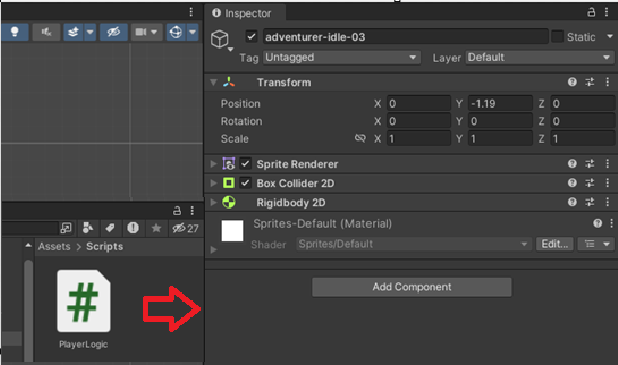 Inspector
adventurer-idle-03
Static
Tag Untagged Layer Default
Transform
Position X 0 Y -1.19 Z 0
Rotation X 0 Y 0 Z 0
Scale X 1 Y 1 Z 1
Sprite Renderer
Box Collider 2D
Rigidbody 2D
Sprites-Default (Material)
Shader Sprites/Default Edit...
Add Component
27
Assets > Scripts
#
PlayerLogic